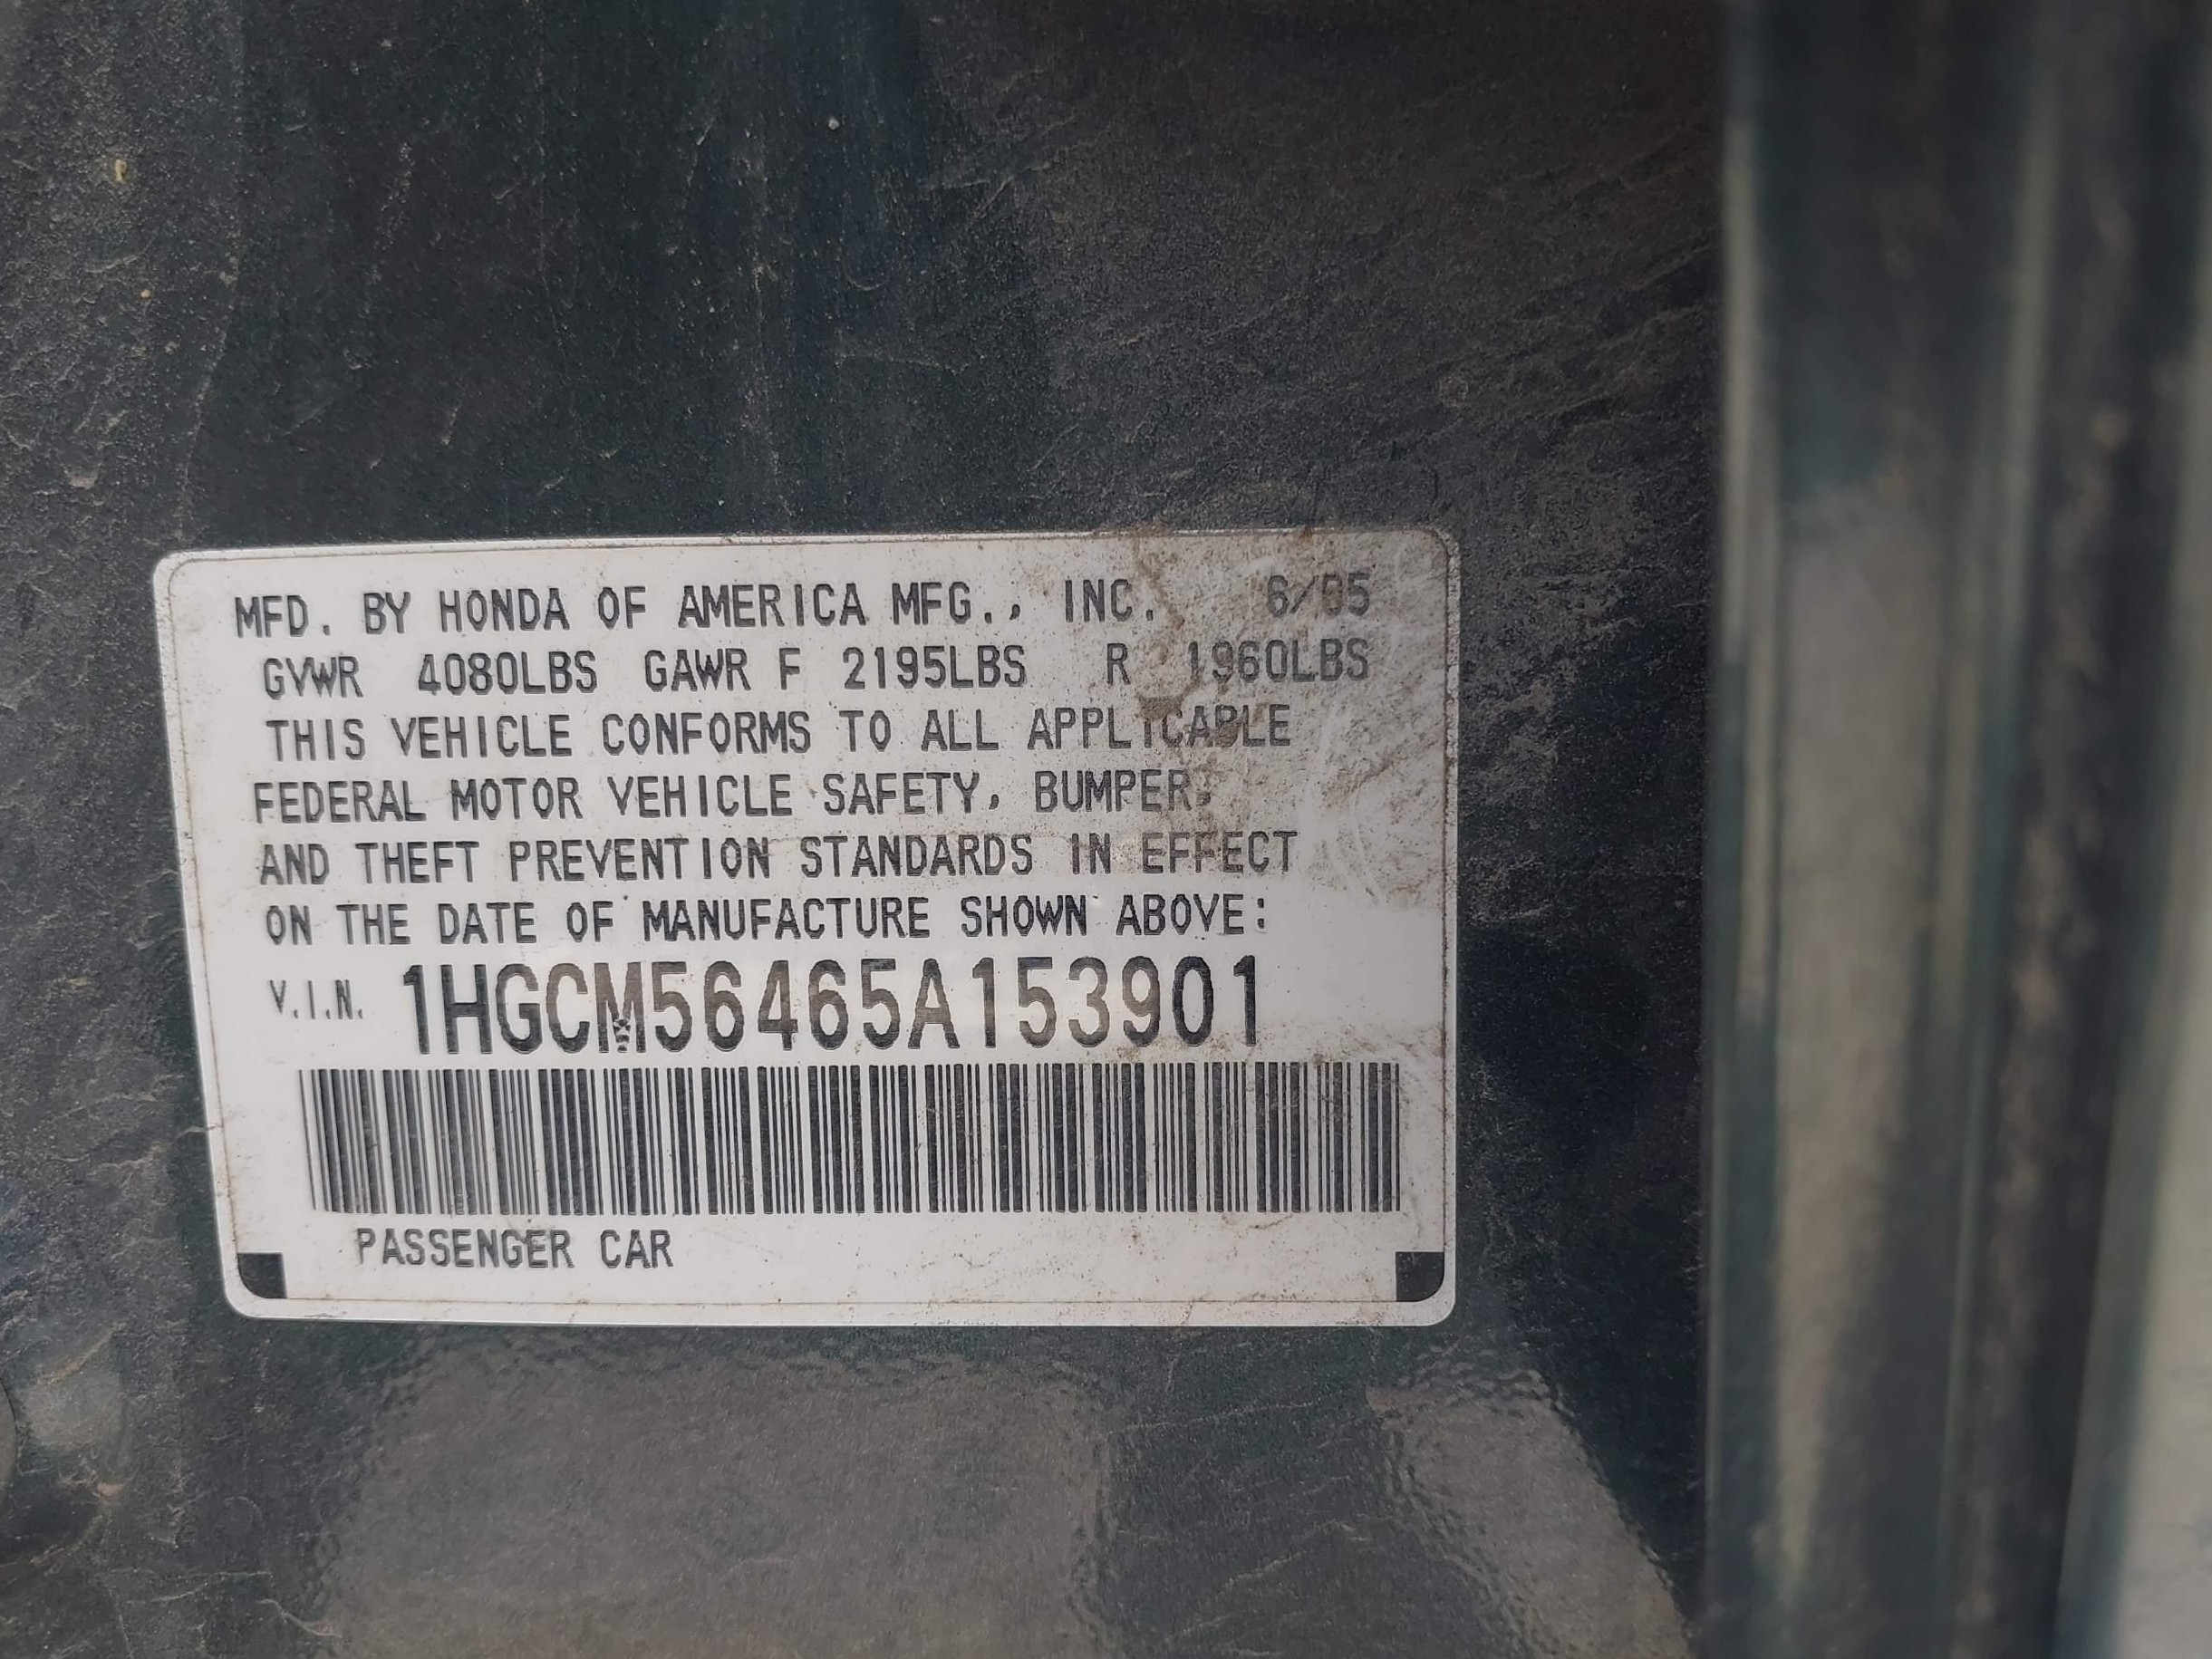 MFD. BY HONDA OF AMERICA MFG., INC. 6/05
GVWR 4080LBS GAWR F 2195LBS R 1960LBS
THIS VEHICLE CONFORMS TO ALL APPLICABLE
FEDERAL MOTOR VEHICLE SAFETY, BUMPER,
AND THEFT PREVENTION STANDARDS IN EFFECT
ON THE DATE OF MANUFACTURE SHOWN ABOVE:
V.I.N. 1HGCM56465A153901
PASSENGER CAR